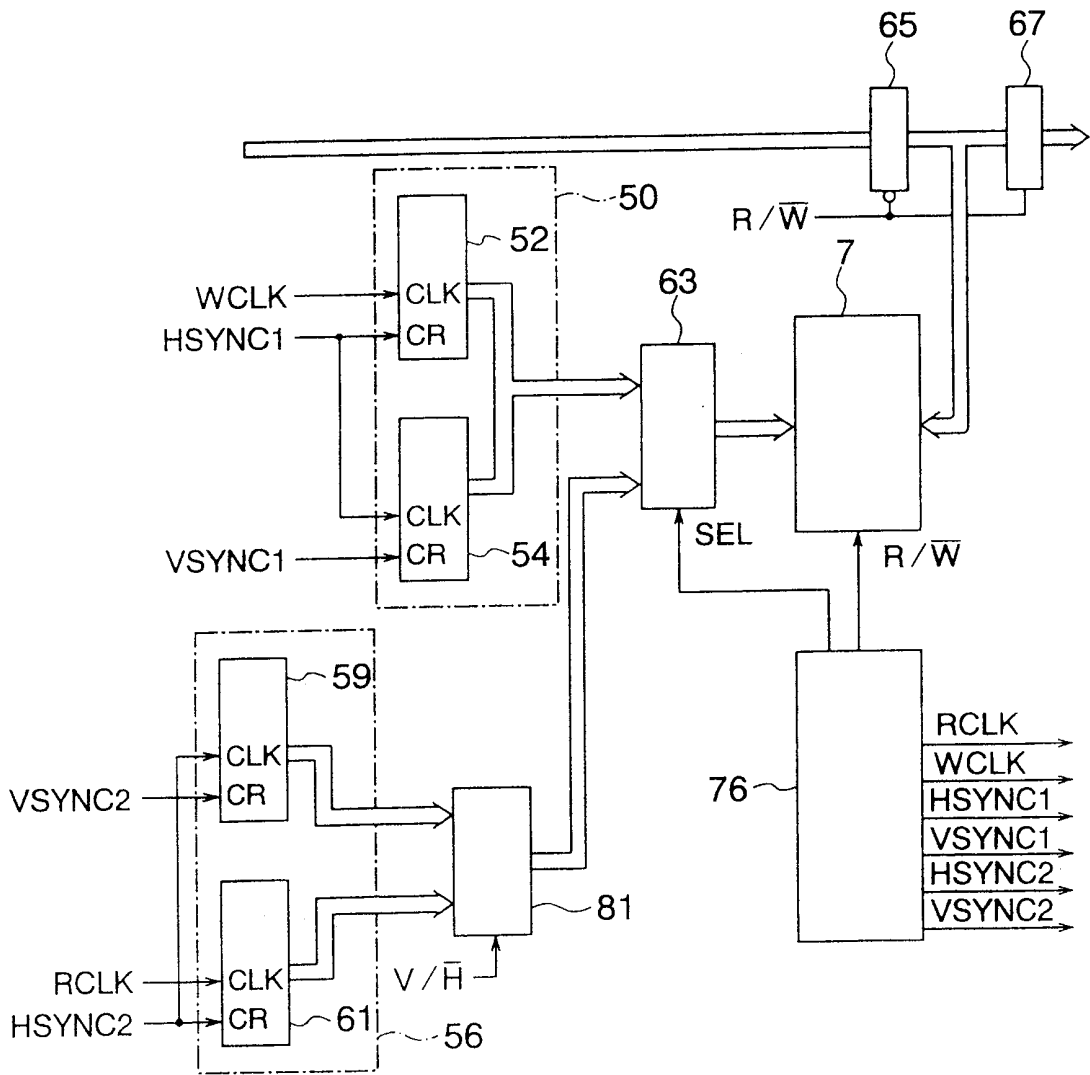 65
67
50
R/W̅
52
7
63
WCLK
CLK
HSYNC1
CR
CLK
SEL
VSYNC1
CR
54
R/W̅
59
RCLK
CLK
WCLK
VSYNC2
CR
76
HSYNC1
VSYNC1
HSYNC2
81
VSYNC2
V/H̅
RCLK
CLK
HSYNC2
CR
61
56